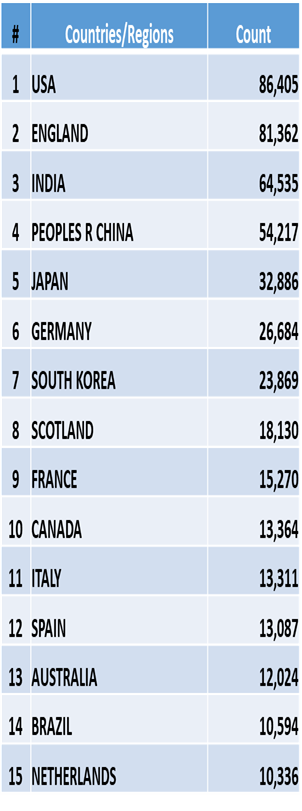 # Countries/Regions Count
1 USA 86,405
2 ENGLAND 81,362
3 INDIA 64,535
4 PEOPLES R CHINA 54,217
5 JAPAN 32,886
6 GERMANY 26,684
7 SOUTH KOREA 23,869
8 SCOTLAND 18,130
9 FRANCE 15,270
10 CANADA 13,364
11 ITALY 13,311
12 SPAIN 13,087
13 AUSTRALIA 12,024
14 BRAZIL 10,594
15 NETHERLANDS 10,336